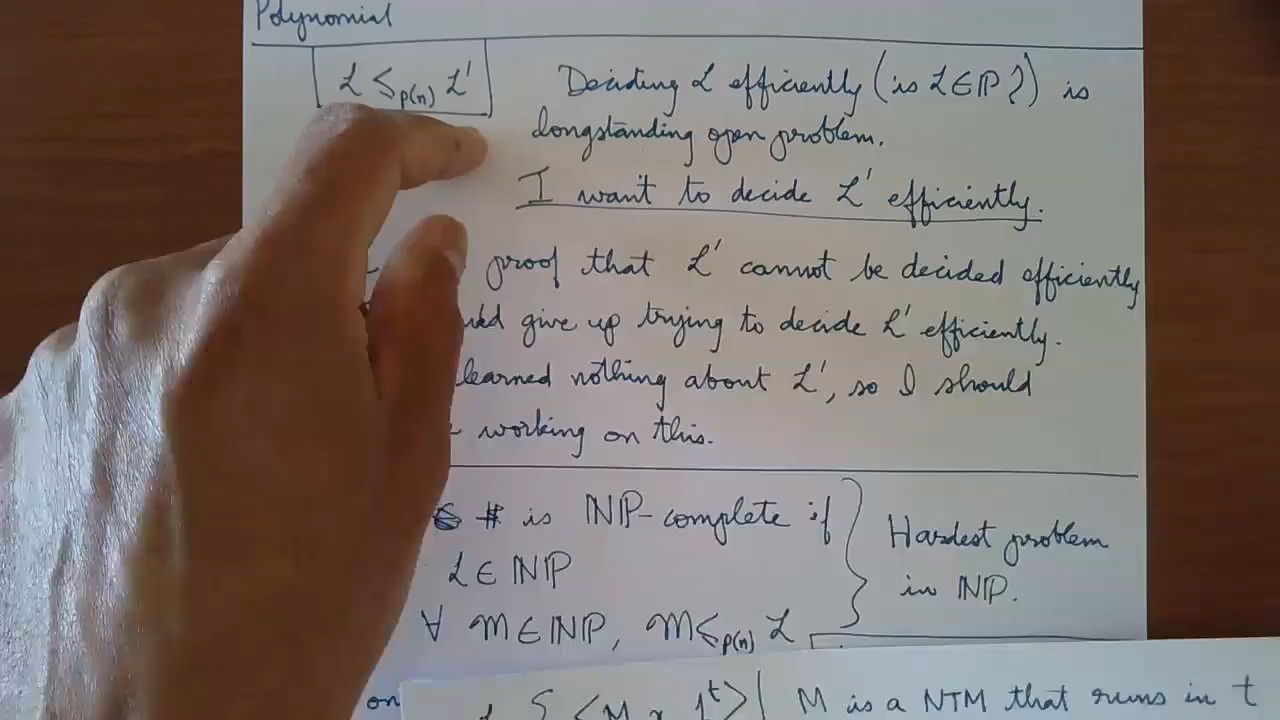 Polynomial
L ≤p(n) L' Deciding L efficiently (is L ∈ P?) is
longstanding open problem.
I want to decide L' efficiently.
proof that L' cannot be decided efficiently
give up trying to decide L' efficiently.
learned nothing about L', so I should
working on this.
# is NP-complete if
Hardest problem
L ∈ NP
in NP.
∀ M ∈ NP, M ≤p(n) L
on
M is a NTM that runs in t